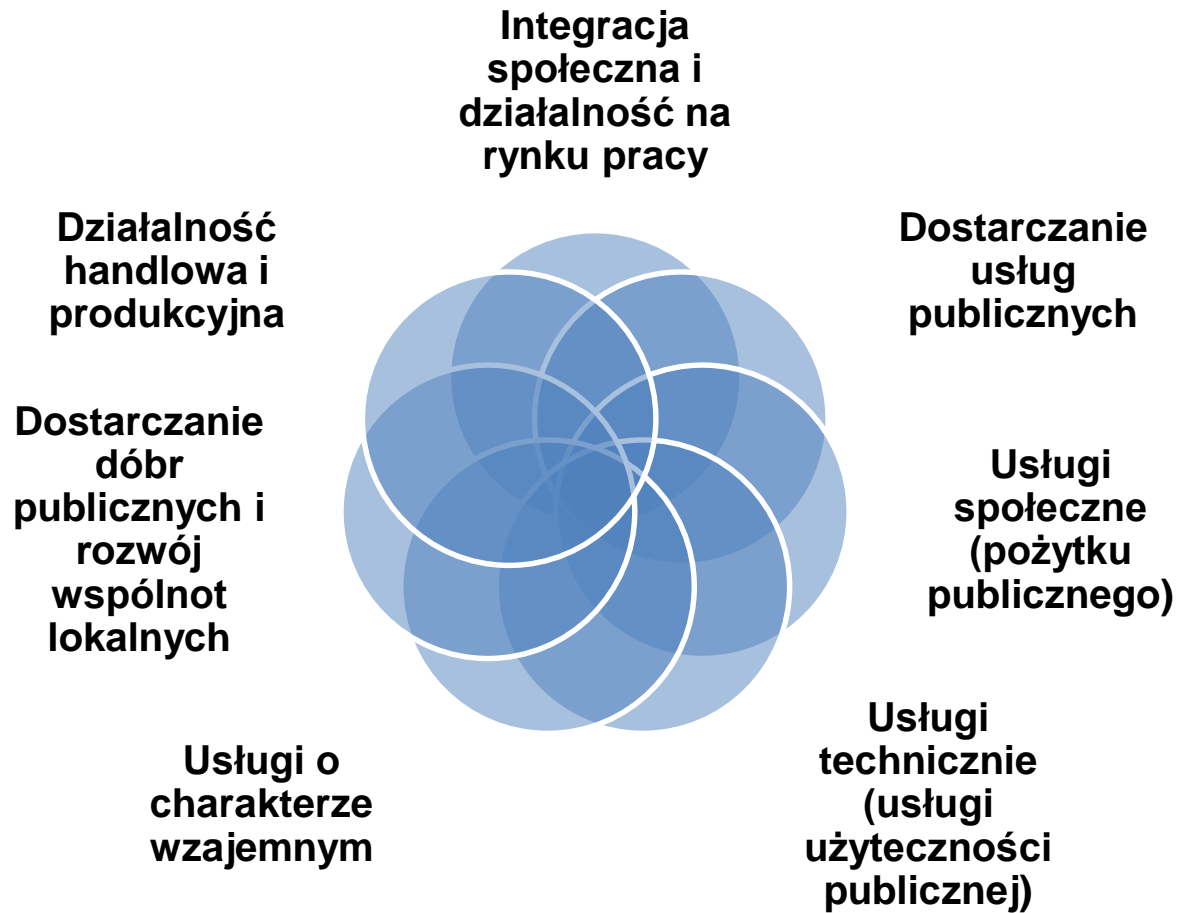 Integracja
społeczna i
działalność na
rynku pracy
Dostarczanie
usług
publicznych
Usługi
społeczne
(pożytku
publicznego)
Usługi
technicznie
(usługi
użyteczności
publicznej)
Usługi o
charakterze
wzajemnym
Dostarczanie
dóbr
publicznych i
rozwój
wspólnot
lokalnych
Działalność
handlowa i
produkcyjna